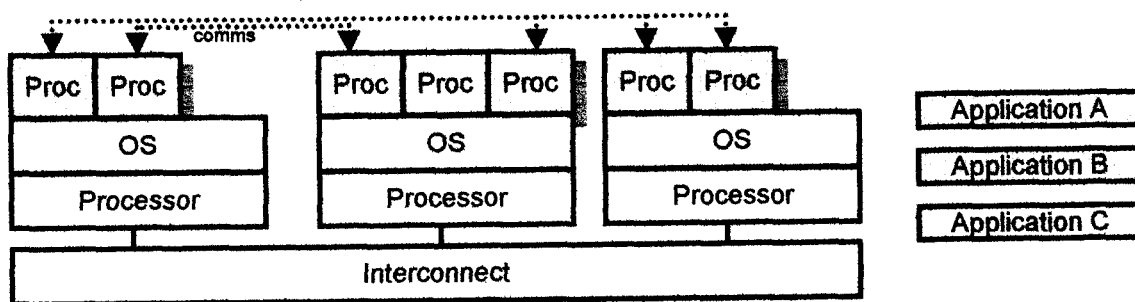 comms
Proc Proc
Proc Proc Proc
Proc Proc
OS
OS
OS
Processor
Processor
Processor
Interconnect
Application A
Application B
Application C